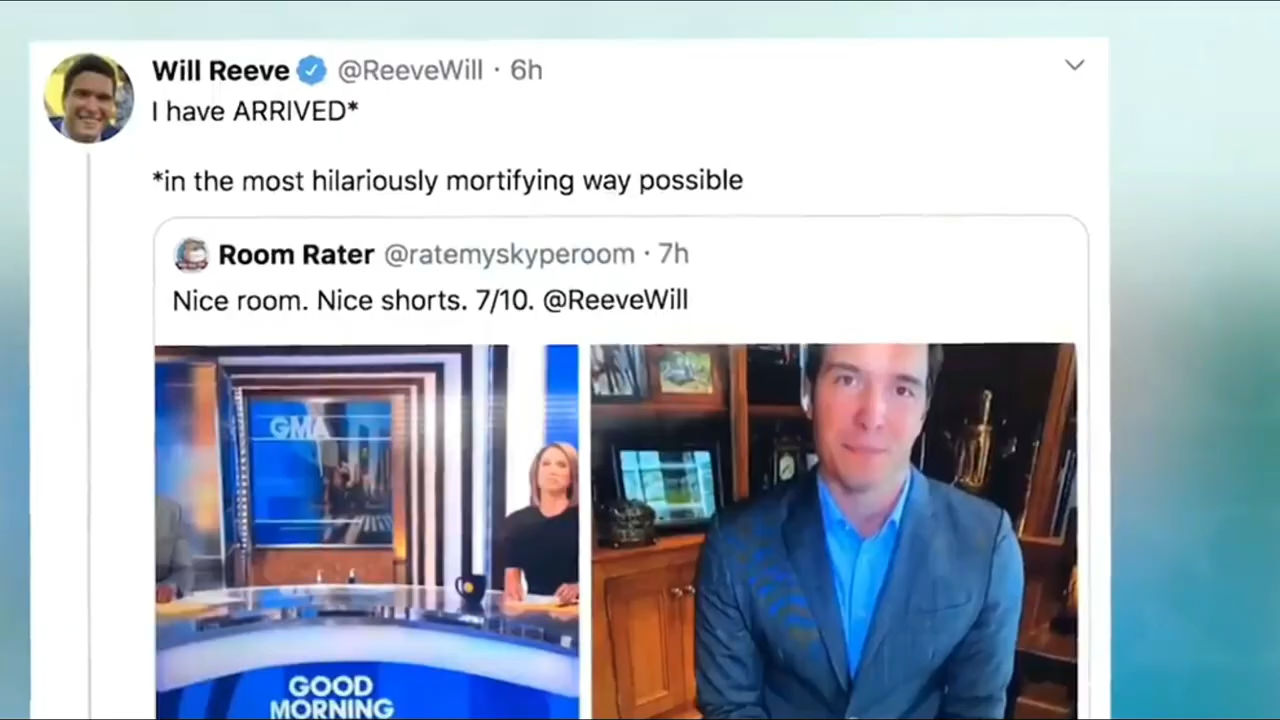 Will Reeve @ReeveWill · 6h
I have ARRIVED*
*in the most hilariously mortifying way possible
Room Rater @ratemyskyperoom · 7h
Nice room. Nice shorts. 7/10. @ReeveWill
GMA
GOOD
MORNING